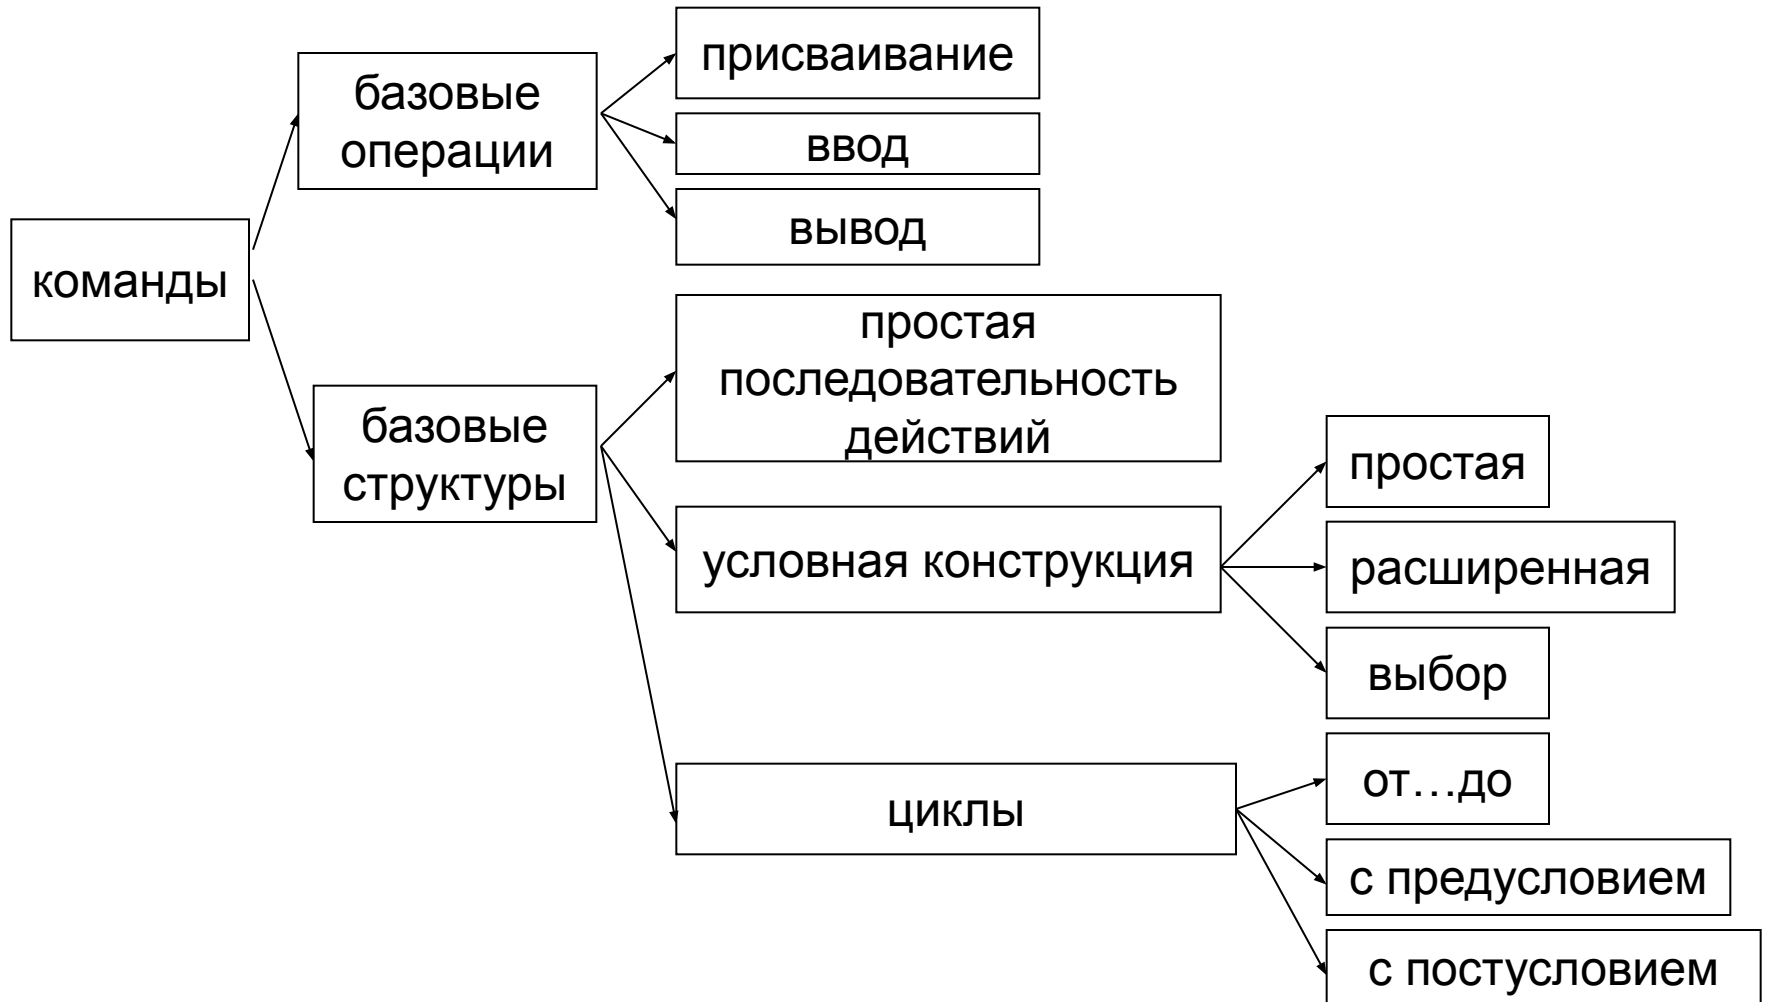 команды
базовые
операции
присваивание
ввод
вывод
базовые
структуры
простая
последовательность
действий
условная конструкция
простая
расширенная
выбор
циклы
от…до
с предусловием
с постусловием